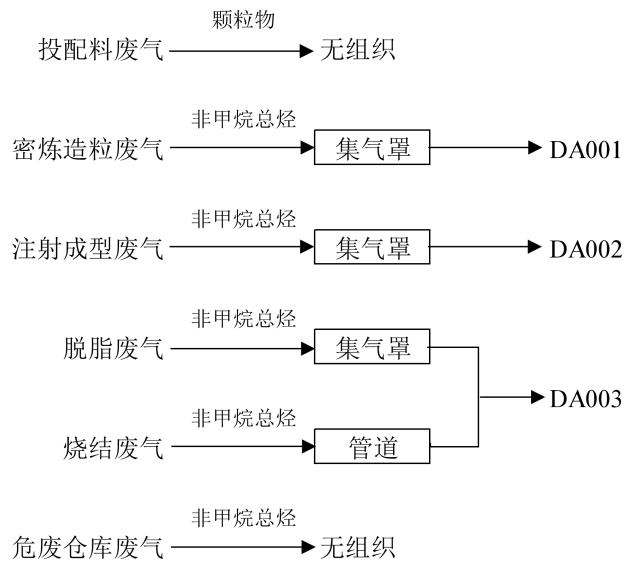 颗粒物
投配料废气 无组织
非甲烷总烃
密炼造粒废气 集气罩 DA001
非甲烷总烃
注射成型废气 集气罩 DA002
非甲烷总烃
脱脂废气 集气罩
DA003
非甲烷总烃
烧结废气 管道
非甲烷总烃
危废仓库废气 无组织